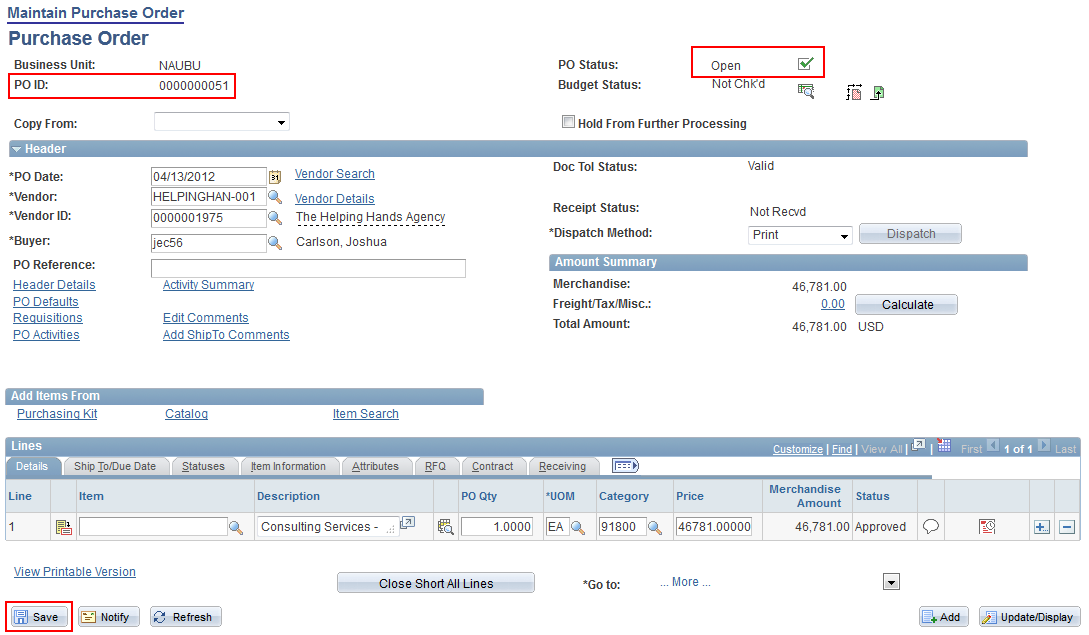 Maintain Purchase Order
Purchase Order
Business Unit: NAUBU
PO ID: 0000000051
PO Status: Open
Budget Status: Not Chk'd
Copy From:
Hold From Further Processing
Header
*PO Date: 04/13/2012 31 Vendor Search
*Vendor: HELPINGHAN-001 Vendor Details
*Vendor ID: 0000001975 The Helping Hands Agency
*Buyer: jec56 Carlson, Joshua
PO Reference:
Header Details Activity Summary
PO Defaults
Requisitions Edit Comments
PO Activities Add ShipTo Comments
Doc Tol Status: Valid
Receipt Status: Not Recvd
*Dispatch Method: Print Dispatch
Amount Summary
Merchandise: 46,781.00
Freight/Tax/Misc.: 0.00 Calculate
Total Amount: 46,781.00 USD
Add Items From
Purchasing Kit Catalog Item Search
Lines
Customize | Find | View All | | First 1 of 1 Last
Details Ship To/Due Date Statuses Item Information Attributes RFQ Contract Receiving
Line Item Description PO Qty *UOM Category Price Merchandise Amount Status
1 Consulting Services - 1.0000 EA 91800 46781.00000 46,781.00 Approved
View Printable Version
Close Short All Lines
*Go to: ... More ...
Save Notify Refresh Add Update/Display